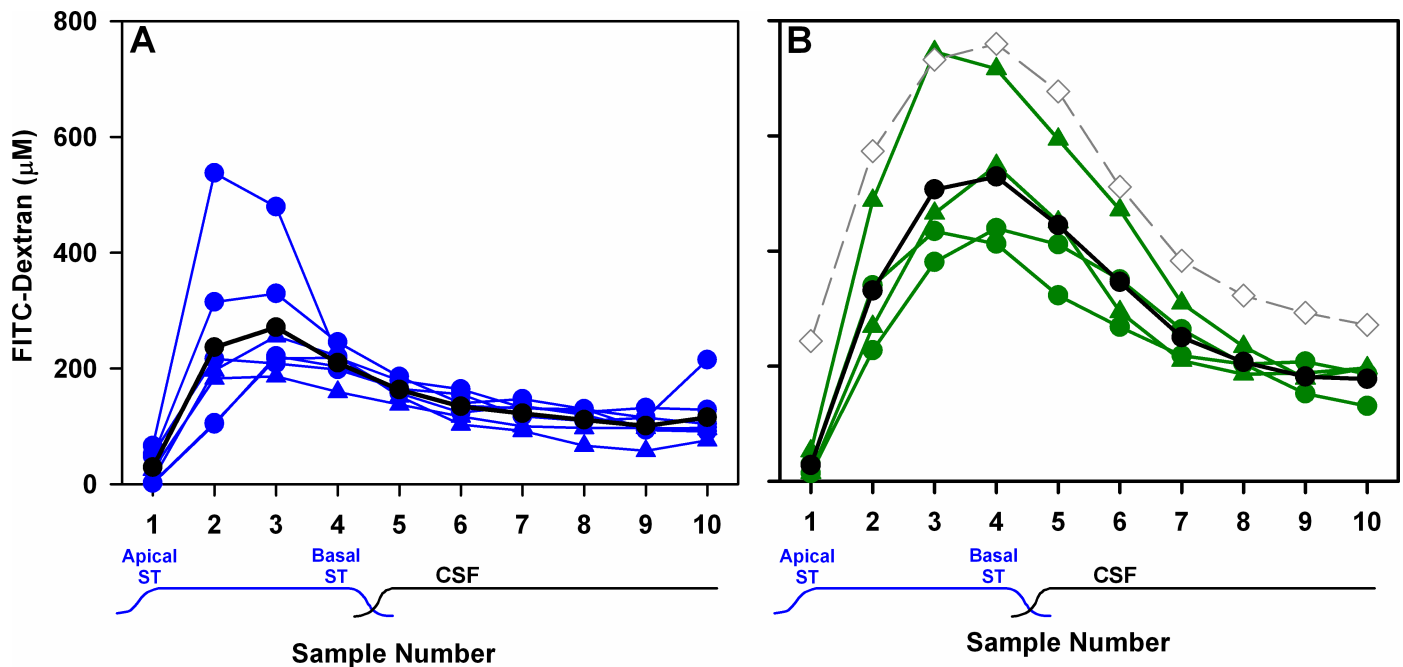 A
B
800
600
400
200
0
FITC-Dextran (µM)
1 2 3 4 5 6 7 8 9 10
1 2 3 4 5 6 7 8 9 10
Apical
ST
Basal
ST
CSF
Apical
ST
Basal
ST
CSF
Sample Number
Sample Number